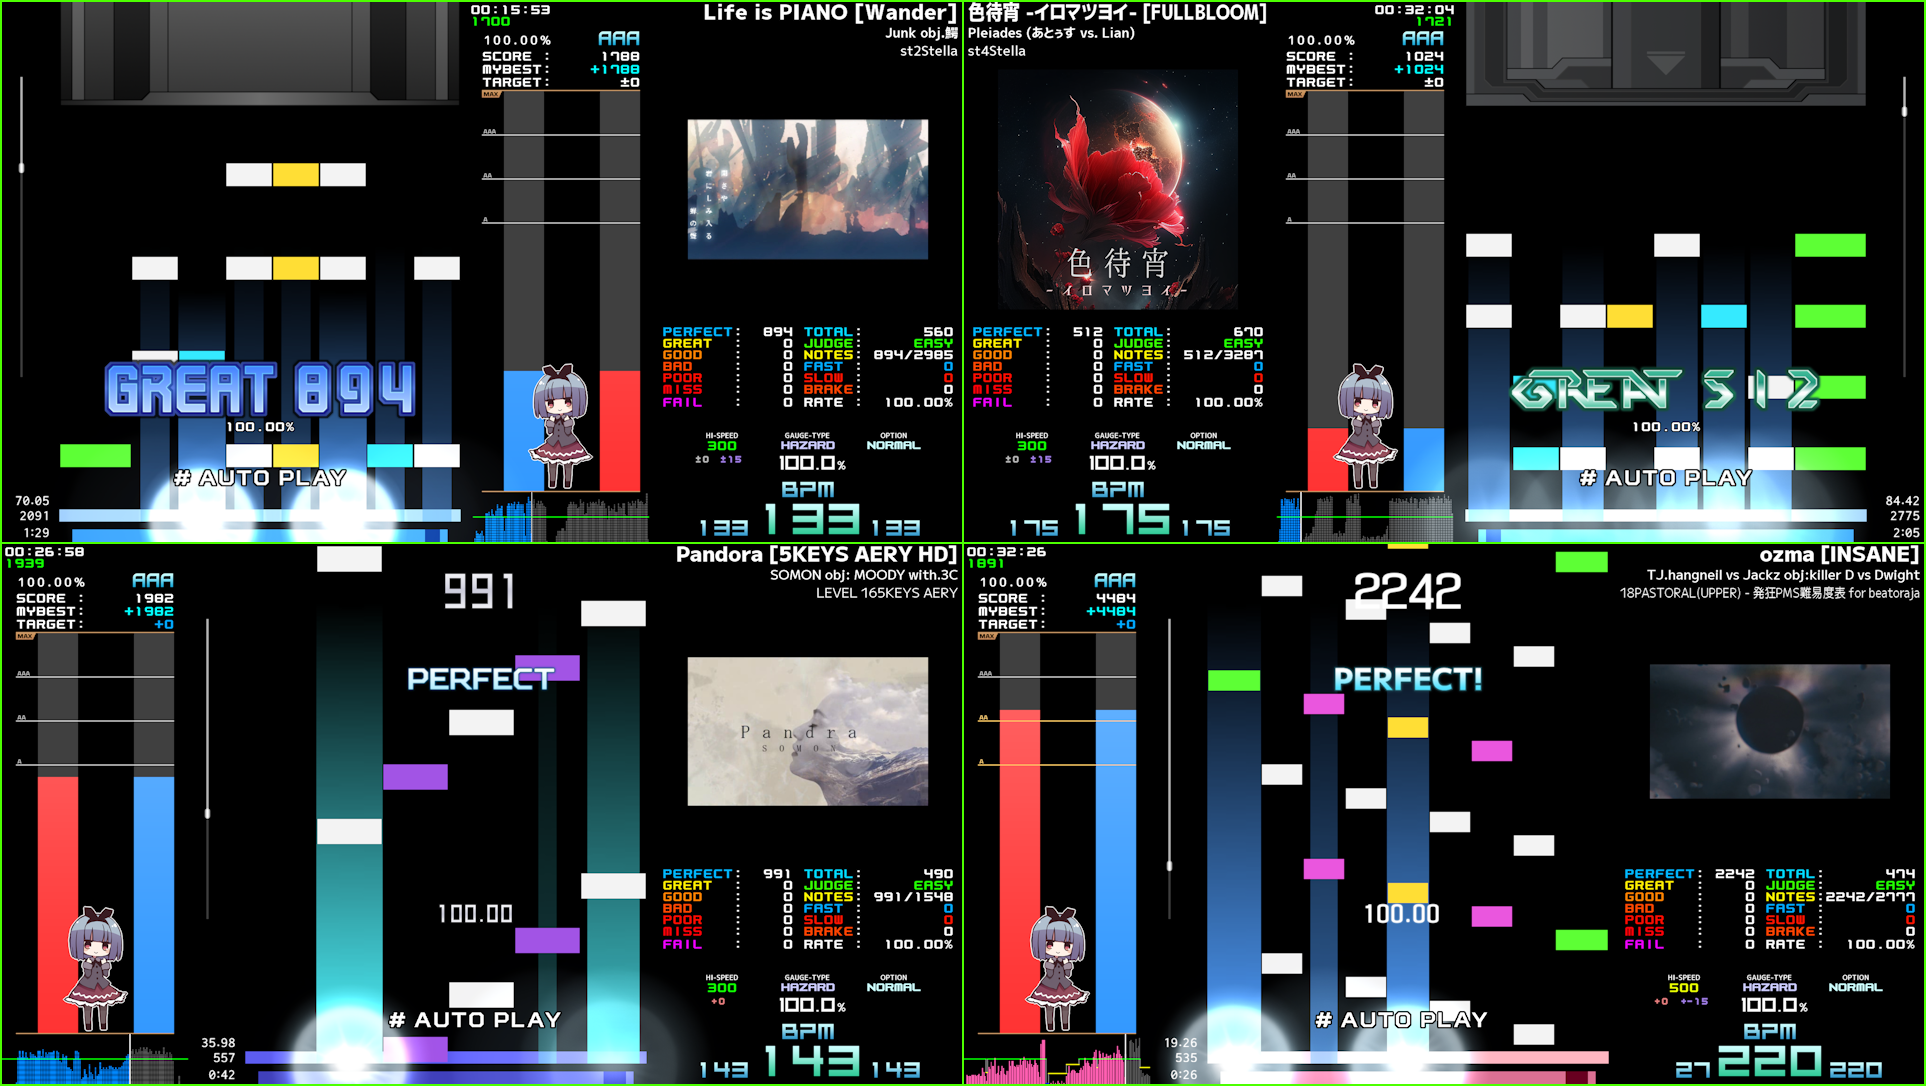 00:15:53
1700
Life is PIANO [Wander]
Junk obj.鰐
st2Stella
100.00% AAA
SCORE : 1788
MYBEST: +1788
TARGET: ±0
MAX
AAA
AA
A
GREAT 894
100.00%
# AUTO PLAY
70.05
2091
1:29
PERFECT: 894 TOTAL: 560
GREAT : 0 JUDGE: EASY
GOOD : 0 NOTES: 894/2985
BAD : 0 FAST : 0
POOR : 0 SLOW : 0
MISS : 0 BRAKE: 0
FAIL : 0 RATE : 100.00%
HI-SPEED GAUGE-TYPE OPTION
300 HAZARD NORMAL
±0 ±15 100.0%
BPM
133 133 133
色待宵 -イロマツヨイ- [FULLBLOOM]
Pleiades (あとぅす vs. Lian)
st4Stella
00:32:04
1721
100.00% AAA
SCORE : 1024
MYBEST: +1024
TARGET: ±0
MAX
AAA
AA
A
色待宵
-イロマツヨイ-
GREAT 512
100.00%
# AUTO PLAY
84.42
2775
2:05
PERFECT: 512 TOTAL: 670
GREAT : 0 JUDGE: EASY
GOOD : 0 NOTES: 512/3287
BAD : 0 FAST : 0
POOR : 0 SLOW : 0
MISS : 0 BRAKE: 0
FAIL : 0 RATE : 100.00%
HI-SPEED GAUGE-TYPE OPTION
300 HAZARD NORMAL
±0 ±15 100.0%
BPM
175 175 175
00:26:58
1939
Pandora [5KEYS AERY HD]
SOMON obj: MOODY with.3C
LEVEL 165KEYS AERY
100.00% AAA
SCORE : 1982
MYBEST: +1982
TARGET: +0
MAX
AAA
AA
A
991
PERFECT
100.00
# AUTO PLAY
35.98
557
0:42
Pandra
SOMON
PERFECT: 991 TOTAL: 490
GREAT : 0 JUDGE: EASY
GOOD : 0 NOTES: 991/1548
BAD : 0 FAST : 0
POOR : 0 SLOW : 0
MISS : 0 BRAKE: 0
FAIL : 0 RATE : 100.00%
HI-SPEED GAUGE-TYPE OPTION
300 HAZARD NORMAL
+0 100.0%
BPM
143 143 143
00:32:26
1891
ozma [INSANE]
TJ.hangneil vs Jackz obj:killer D vs Dwight
18PASTORAL(UPPER) - 発狂PMS難易度表 for beatoraja
100.00% AAA
SCORE : 4484
MYBEST: +4484
TARGET: +0
MAX
AAA
AA
A
2242
PERFECT!
100.00
# AUTO PLAY
19.26
535
0:26
PERFECT: 2242 TOTAL: 474
GREAT : 0 JUDGE: EASY
GOOD : 0 NOTES: 2242/2777
BAD : 0 FAST : 0
POOR : 0 SLOW : 0
MISS : 0 BRAKE: 0
FAIL : 0 RATE : 100.00%
HI-SPEED GAUGE-TYPE OPTION
500 HAZARD NORMAL
+0 +-15 100.0%
BPM
27 220 220